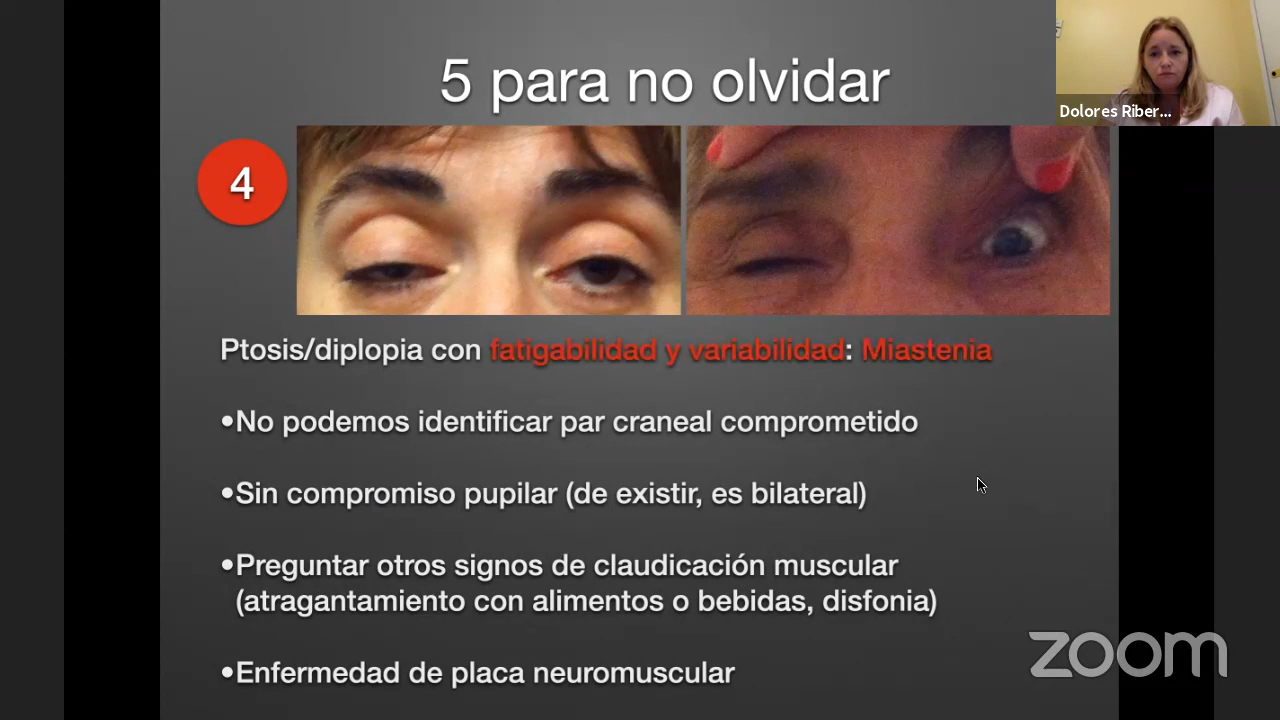 5 para no olvidar
Dolores Riber...
4
Ptosis/diplopia con fatigabilidad y variabilidad: Miastenia
•No podemos identificar par craneal comprometido
•Sin compromiso pupilar (de existir, es bilateral)
•Preguntar otros signos de claudicación muscular
(atragantamiento con alimentos o bebidas, disfonia)
•Enfermedad de placa neuromuscular
zoom